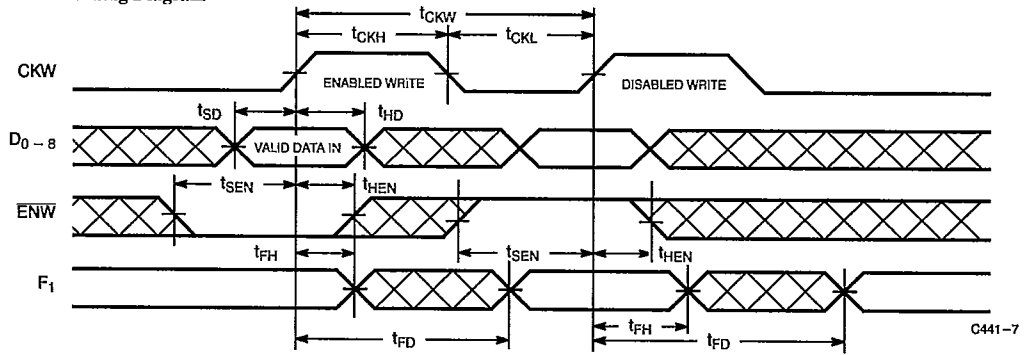 Diagram
tCKW
tCKH
tCKL
CKW
ENABLED WRITE
DISABLED WRITE
tSD
tHD
D0 – 8
VALID DATA IN
tSEN
tHEN
ENW
tFH
tSEN
tHEN
F1
tFH
tFD
tFD
C441–7